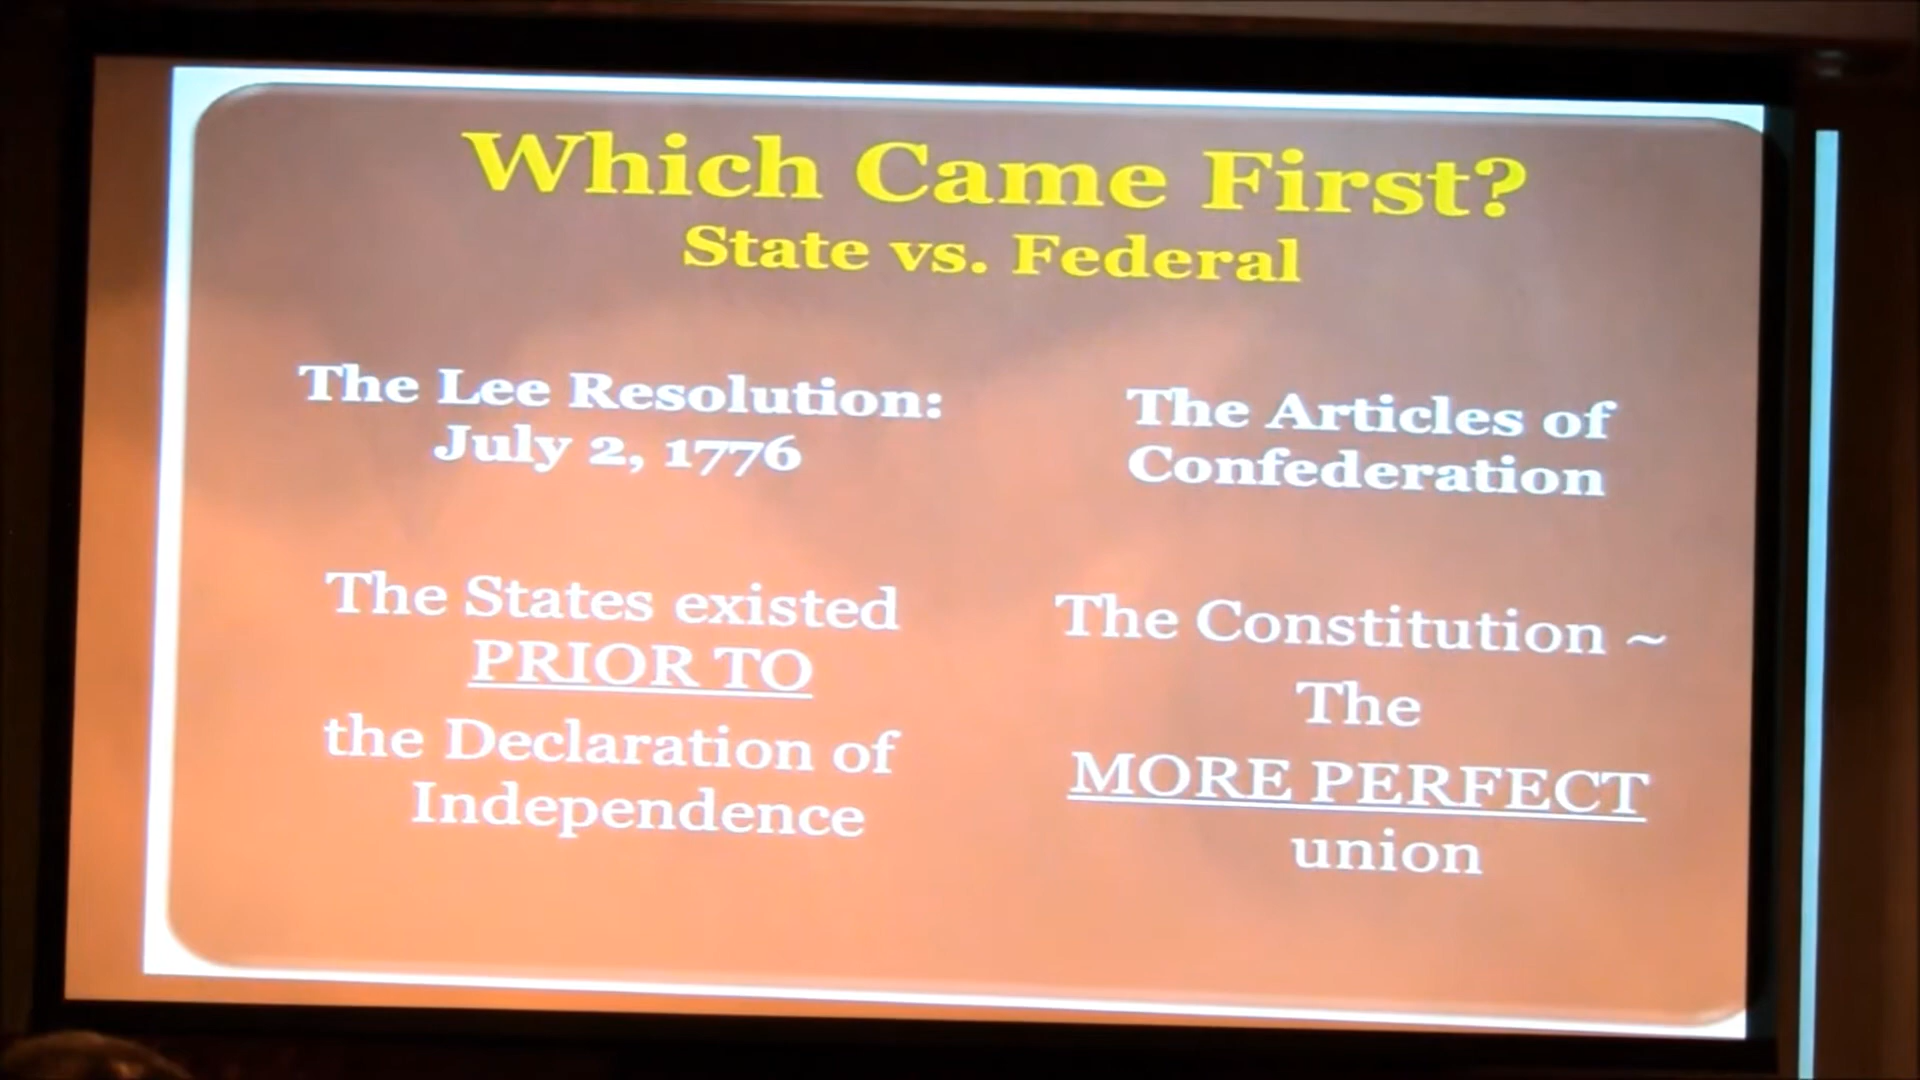 Which Came First?
State vs. Federal
The Lee Resolution:
July 2, 1776
The States existed
PRIOR TO
the Declaration of
Independence
The Articles of
Confederation
The Constitution ~
The
MORE PERFECT
union